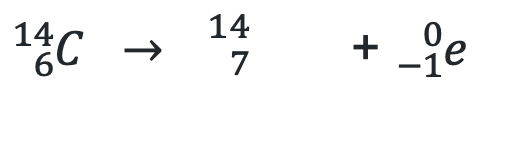 ¹⁴₆C → ¹⁴₇ + ⁰₋₁e